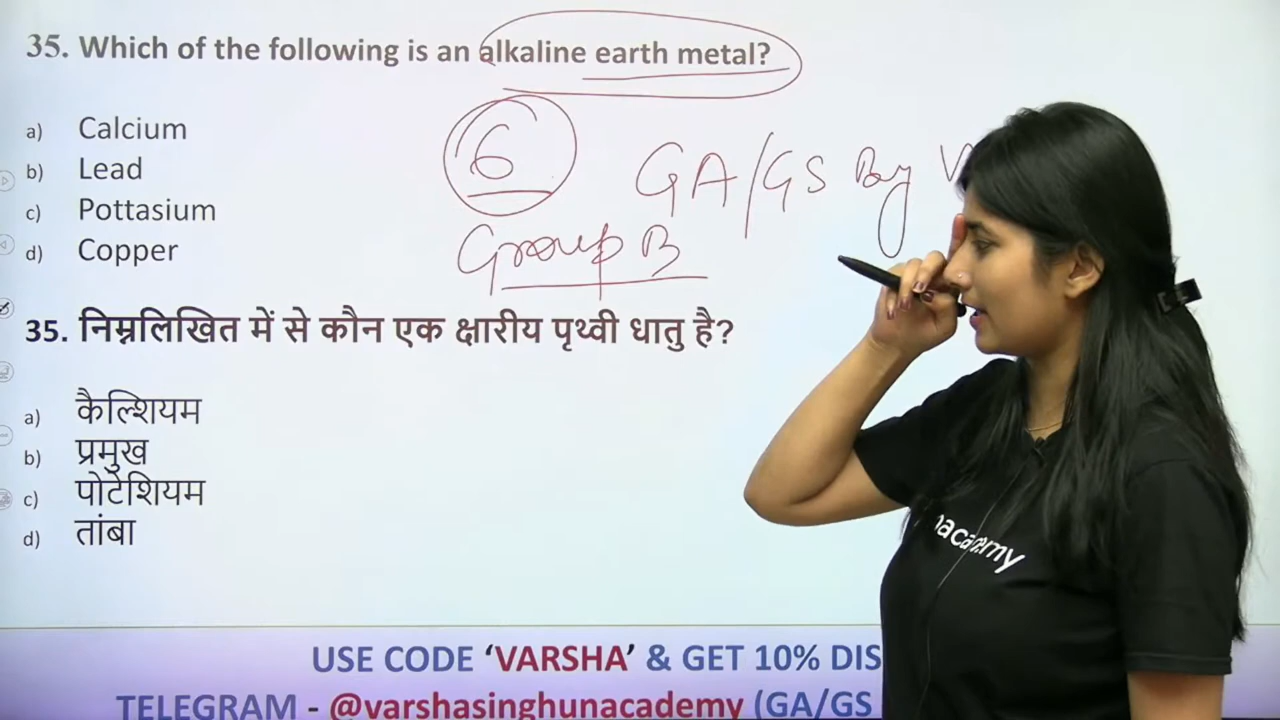 35. Which of the following is an alkaline earth metal?
a) Calcium
b) Lead
c) Pottasium
d) Copper
6
GA/GS By
Group B
35. निम्नलिखित में से कौन एक क्षारीय पृथ्वी धातु है?
a) कैल्शियम
b) प्रमुख
c) पोटेशियम
d) तांबा
nacademy
USE CODE ‘VARSHA’ & GET 10% DIS
TELEGRAM - @varshasinghunacademy (GA/GS